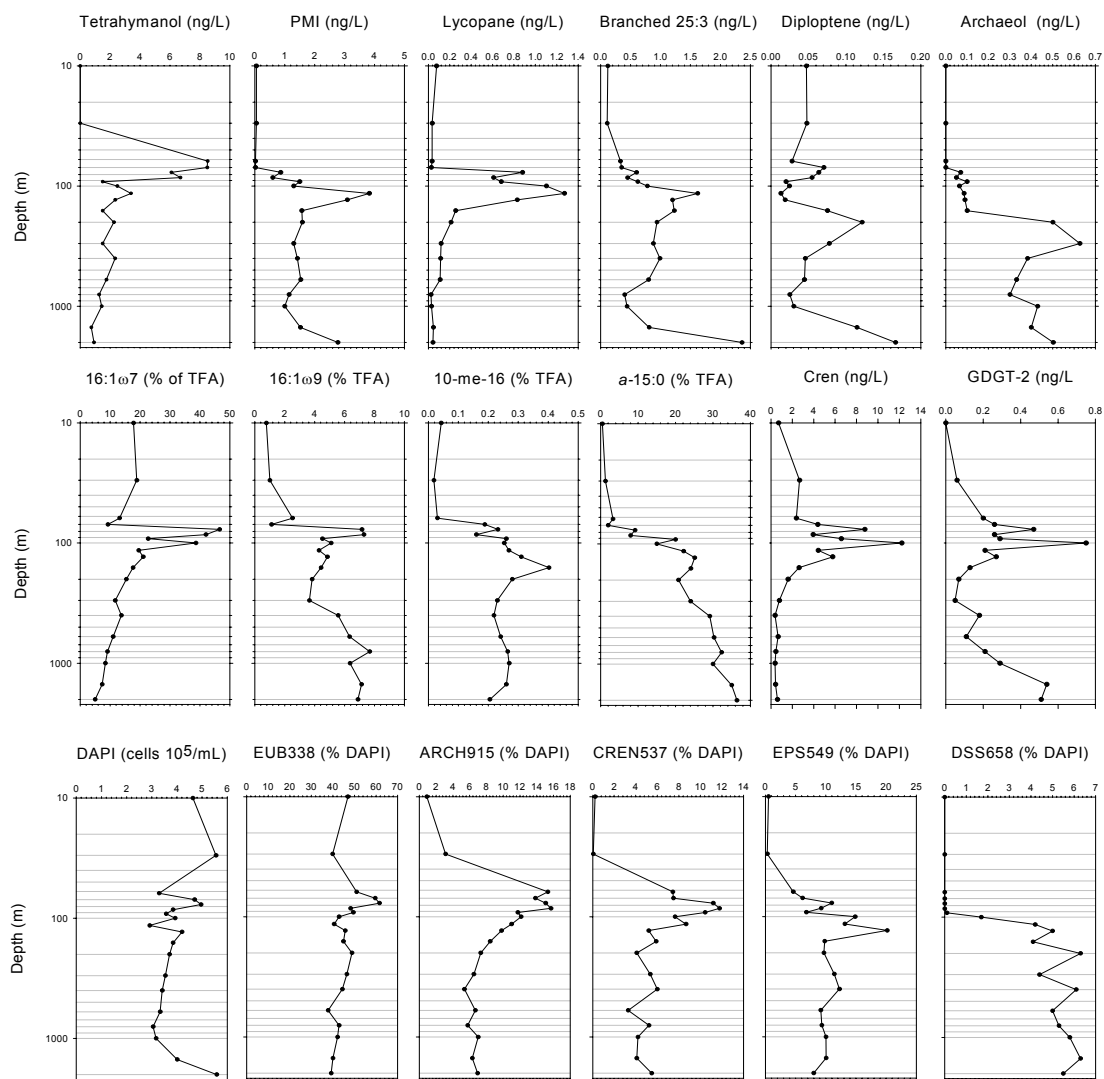 Tetrahymanol (ng/L) PMI (ng/L) Lycopane (ng/L) Branched 25:3 (ng/L) Diploptene (ng/L) Archaeol (ng/L)
0 2 4 6 8 10 0 1 2 3 4 5 0.0 0.2 0.4 0.6 0.8 1.0 1.2 1.4 0.0 0.5 1.0 1.5 2.0 2.5 0.00 0.05 0.10 0.15 0.20 0.0 0.1 0.2 0.3 0.4 0.5 0.6 0.7
10
100
1000
Depth (m)
16:1ω7 (% of TFA) 16:1ω9 (% TFA) 10-me-16 (% TFA) a-15:0 (% TFA) Cren (ng/L) GDGT-2 (ng/L
0 10 20 30 40 50 0 2 4 6 8 10 0.0 0.1 0.2 0.3 0.4 0.5 0 10 20 30 40 0 2 4 6 8 10 12 14 0.0 0.2 0.4 0.6 0.8
10
100
1000
Depth (m)
DAPI (cells 10⁵/mL) EUB338 (% DAPI) ARCH915 (% DAPI) CREN537 (% DAPI) EPS549 (% DAPI) DSS658 (% DAPI)
0 1 2 3 4 5 6 0 10 20 30 40 50 60 70 0 2 4 6 8 10 12 14 16 18 0 2 4 6 8 10 12 14 0 5 10 15 20 25 0 1 2 3 4 5 6 7
10
100
1000
Depth (m)